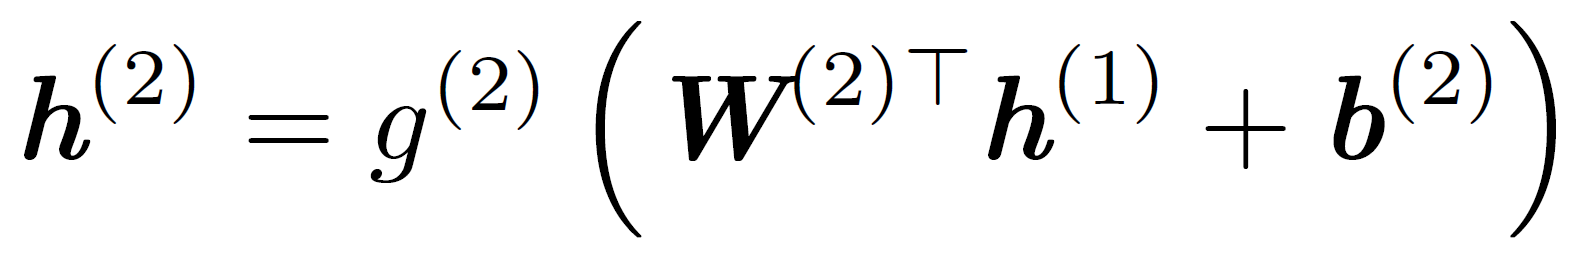 h⁽²⁾ = g⁽²⁾ ( W⁽²⁾⊤ h⁽¹⁾ + b⁽²⁾ )